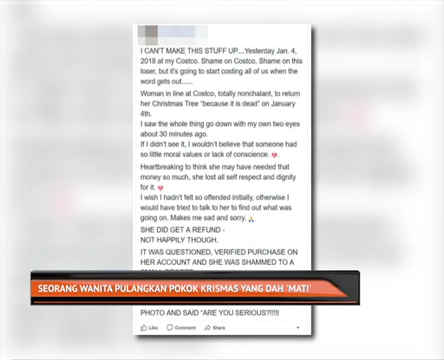 I CAN'T MAKE THIS STUFF UP....Yesterday Jan. 4,
2018 at my Costco. Shame on Costco, Shame on this
loser, but it's going to start costing all of us when the
word gets out......
Woman in line at Costco, totally nonchalant, to return
her Christmas Tree "because it is dead" on January
4th.
I saw the whole thing go down with my own two eyes
about 30 minutes ago.
If I didn't see it, I wouldn't believe that someone had
so little moral values or lack of conscience. 💔
Heartbreaking to think she may have needed that
money so much, she lost all self respect and dignity
for it. 💔
I wish I hadn't felt so offended initially, otherwise I
would have tried to talk to her to find out what was
going on. Makes me sad and sorry. 🙏
SHE DID GET A REFUND -
NOT HAPPILY THOUGH.
IT WAS QUESTIONED, VERIFIED PURCHASE ON
HER ACCOUNT AND SHE WAS SHAMMED TO A
SEORANG WANITA PULANGKAN POKOK KRISMAS YANG DAH 'MATI'
PHOTO AND SAID "ARE YOU SERIOUS?!!!!
Like Comment Share